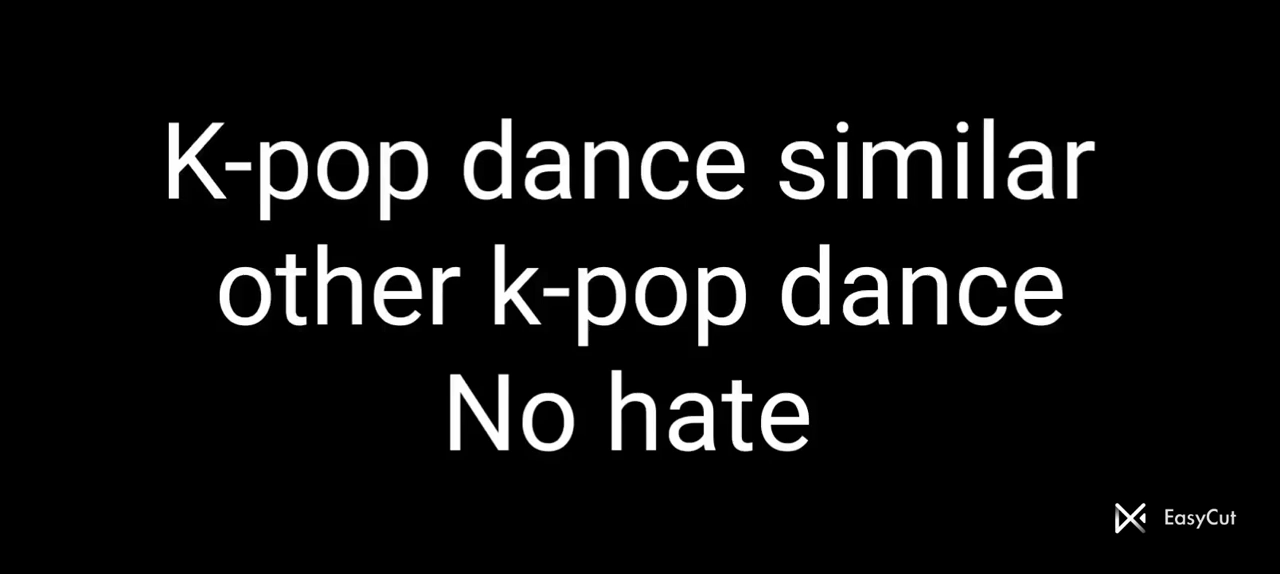 K-pop dance similar
other k-pop dance
No hate
EasyCut